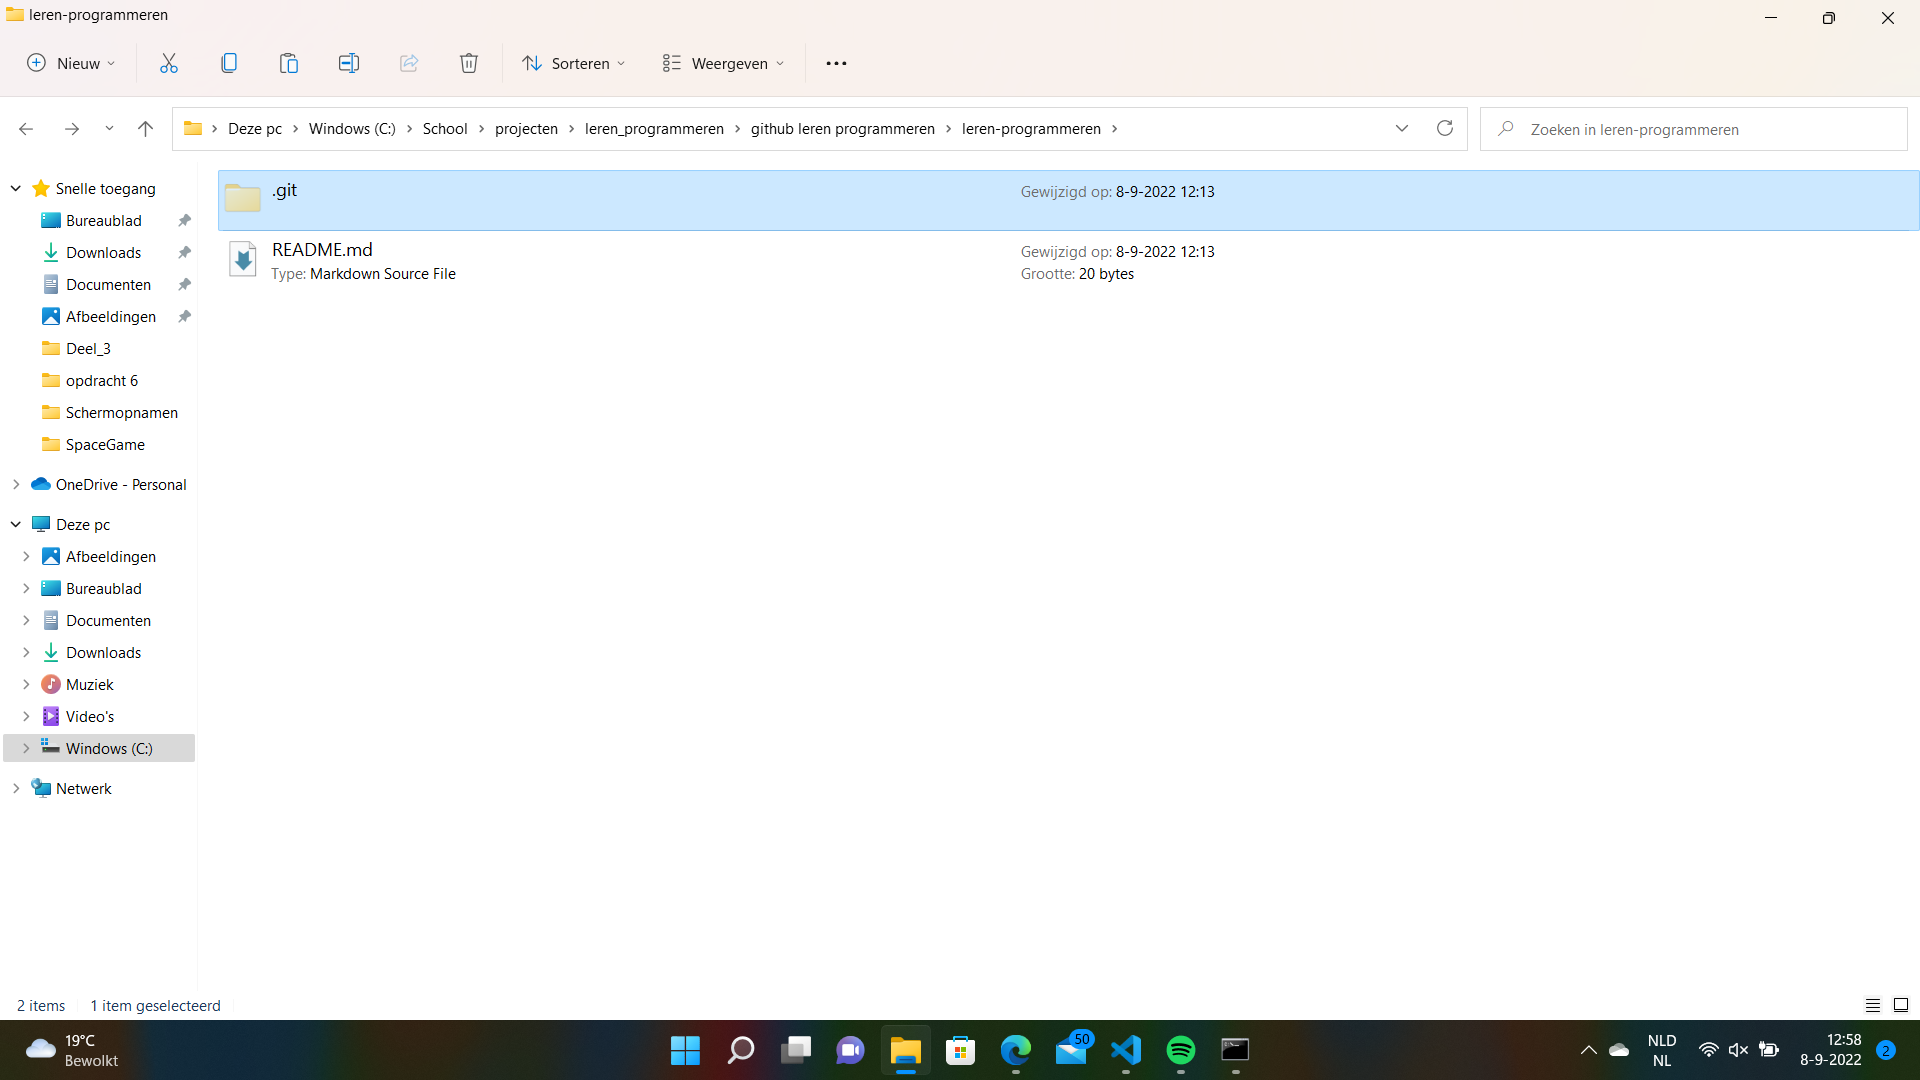 leren-programmeren
Nieuw
Sorteren
Weergeven
Deze pc
Windows (C:)
School
projecten
leren_programmeren
github leren programmeren
leren-programmeren
Zoeken in leren-programmeren
Snelle toegang
Bureaublad
Downloads
Documenten
Afbeeldingen
Deel_3
opdracht 6
Schermopnamen
SpaceGame
OneDrive - Personal
Deze pc
Afbeeldingen
Bureaublad
Documenten
Downloads
Muziek
Video's
Windows (C:)
Netwerk
.git
Gewijzigd op: 8-9-2022 12:13
README.md
Gewijzigd op: 8-9-2022 12:13
Type: Markdown Source File
Grootte: 20 bytes
2 items
1 item geselecteerd
19°C
Bewolkt
50
NLD
NL
12:58
8-9-2022
2